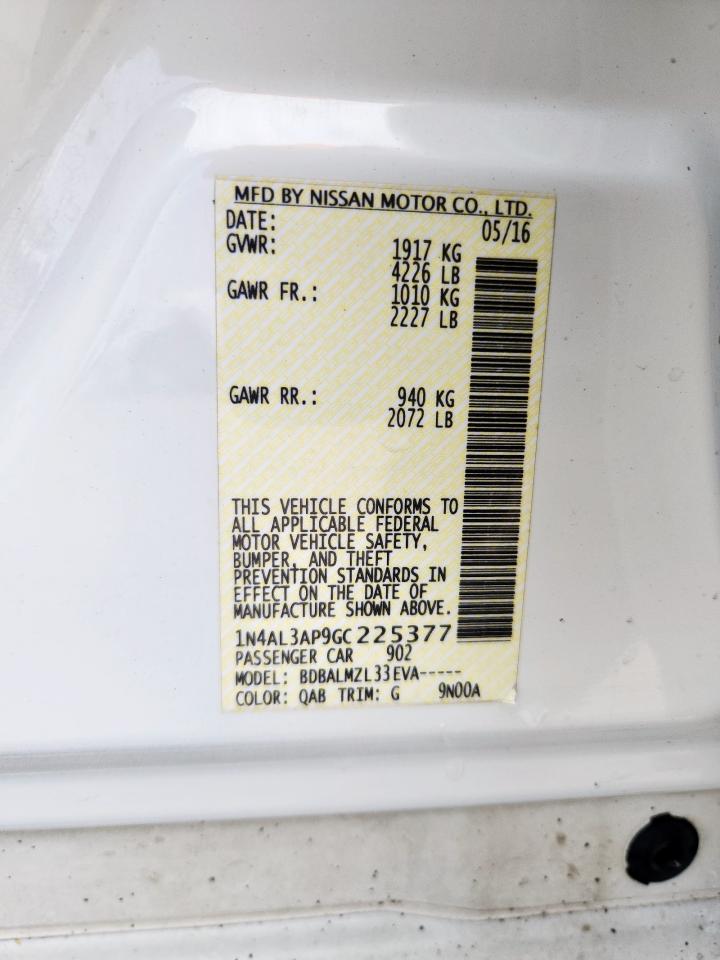 MFD BY NISSAN MOTOR CO., LTD.
DATE: 05/16
GVWR: 1917 KG
4226 LB
GAWR FR.: 1010 KG
2227 LB
GAWR RR.: 940 KG
2072 LB
THIS VEHICLE CONFORMS TO
ALL APPLICABLE FEDERAL
MOTOR VEHICLE SAFETY,
BUMPER, AND THEFT
PREVENTION STANDARDS IN
EFFECT ON THE DATE OF
MANUFACTURE SHOWN ABOVE.
1N4AL3AP9GC225377
PASSENGER CAR 902
MODEL: BDBALMZL33EVA-----
COLOR: QAB TRIM: G 9N00A